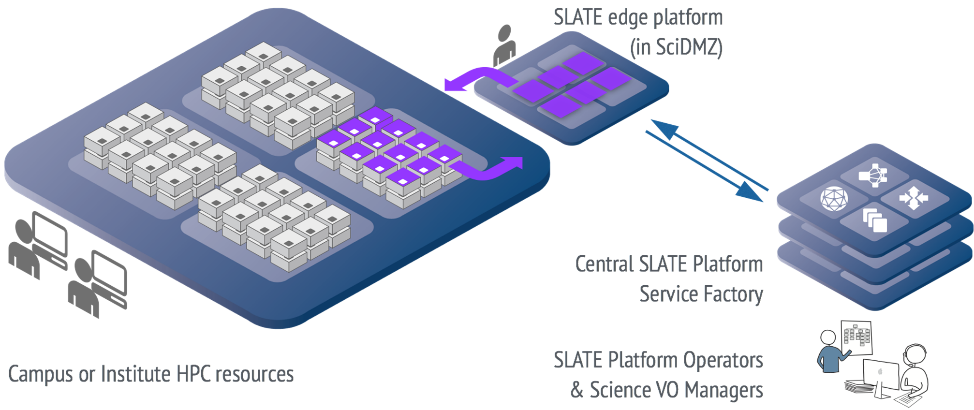 SLATE edge platform
(in SciDMZ)
Central SLATE Platform
Service Factory
Campus or Institute HPC resources
SLATE Platform Operators
& Science VO Managers